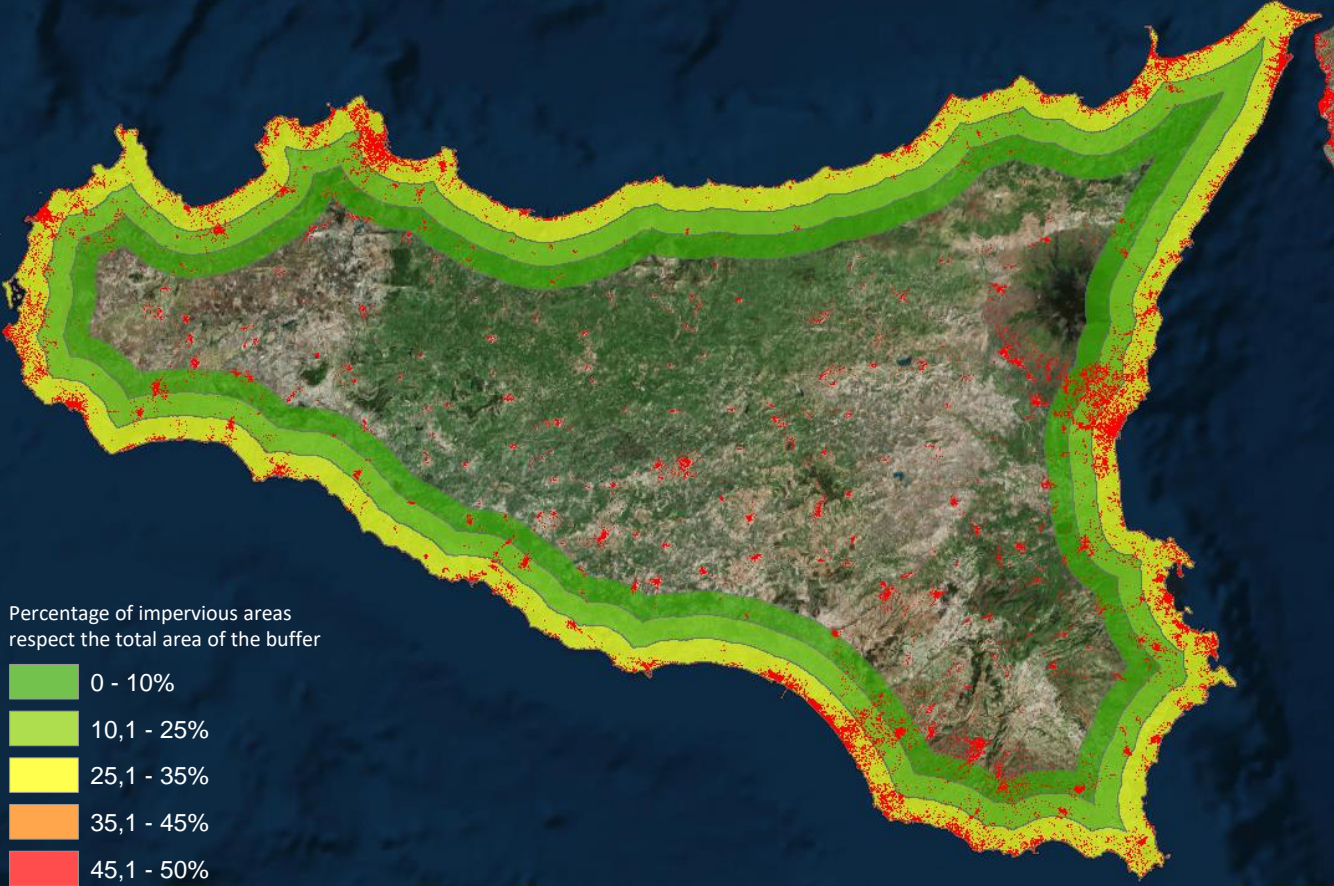 Percentage of impervious areas
respect the total area of the buffer
0 - 10%
10,1 - 25%
25,1 - 35%
35,1 - 45%
45,1 - 50%